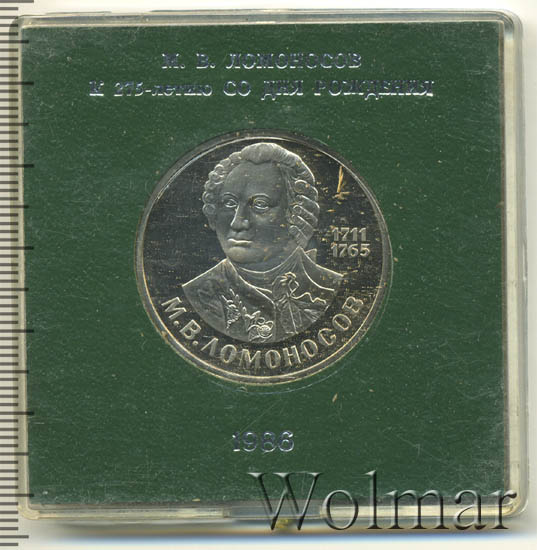 М. В. ЛОМОНОСОВ
К 275-летию СО ДНЯ РОЖДЕНИЯ
1711
1765
М.В.ЛОМОНОСОВ
1986
Wolmar